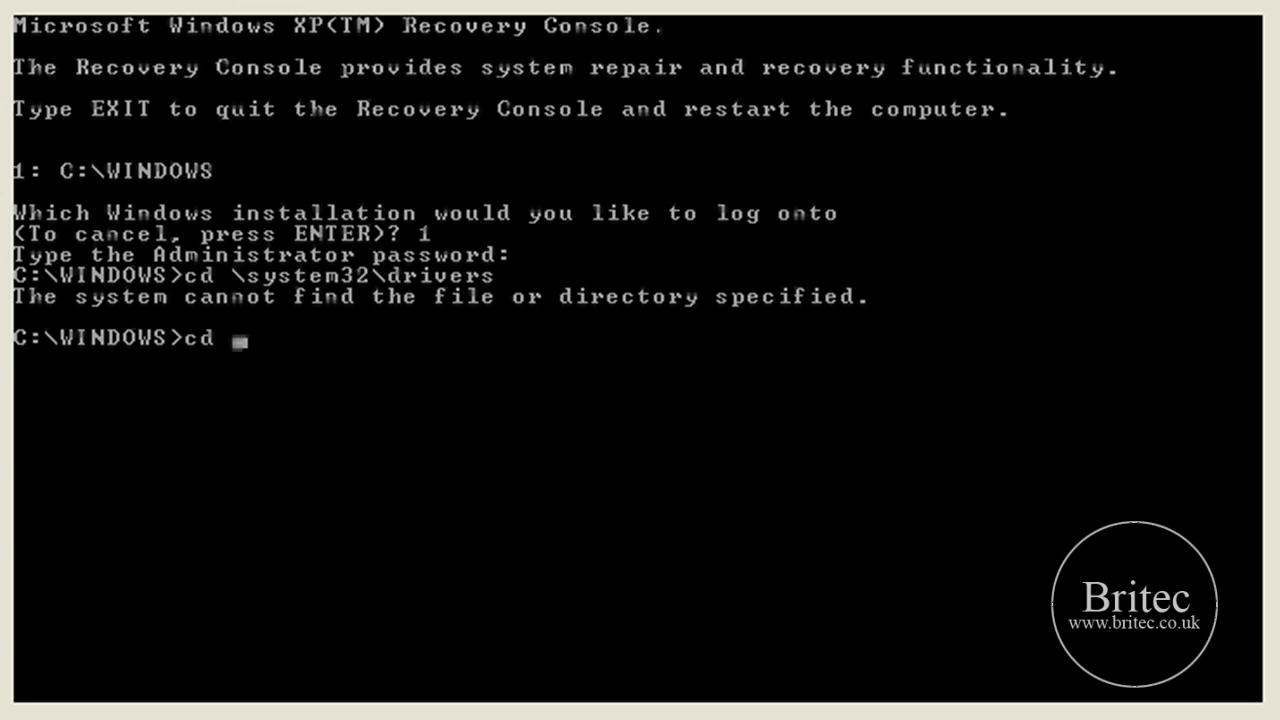 Microsoft Windows XP(TM) Recovery Console.
The Recovery Console provides system repair and recovery functionality.
Type EXIT to quit the Recovery Console and restart the computer.
1: C:\WINDOWS
Which Windows installation would you like to log onto
(To cancel, press ENTER)? 1
Type the Administrator password:
C:\WINDOWS>cd \system32\drivers
The system cannot find the file or directory specified.
C:\WINDOWS>cd
Britec
www.britec.co.uk